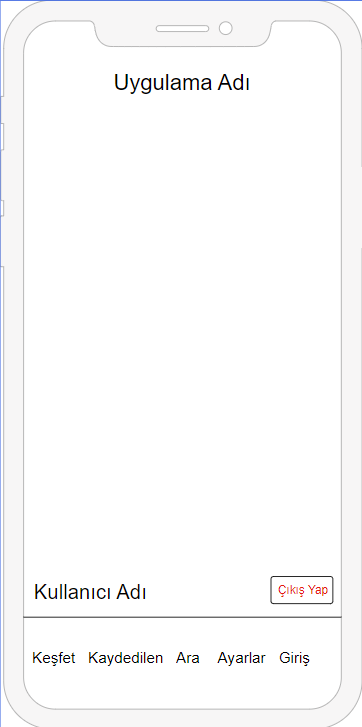 Uygulama Adı
Kullanıcı Adı
Çıkış Yap
Keşfet Kaydedilen Ara Ayarlar Giriş